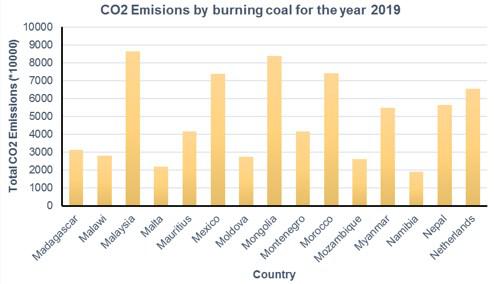 CO2 Emisions by burning coal for the year 2019
Total CO2 Emissions (*10000)
10000
9000
8000
7000
6000
5000
4000
3000
2000
1000
0
Madagascar
Malawi
Malaysia
Malta
Mauritius
Mexico
Moldova
Mongolia
Montenegro
Morocco
Mozambique
Myanmar
Namibia
Nepal
Netherlands
Country